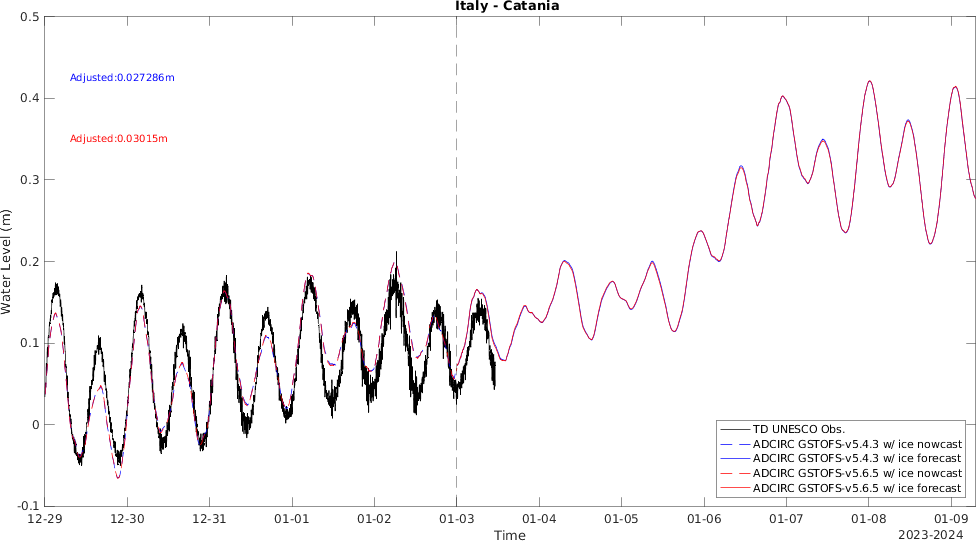 Italy - Catania
0.5
0.4
0.3
0.2
0.1
0
-0.1
Water Level (m)
Adjusted:0.027286m
Adjusted:0.03015m
TD UNESCO Obs.
ADCIRC GSTOFS-v5.4.3 w/ ice nowcast
ADCIRC GSTOFS-v5.4.3 w/ ice forecast
ADCIRC GSTOFS-v5.6.5 w/ ice nowcast
ADCIRC GSTOFS-v5.6.5 w/ ice forecast
12-29 12-30 12-31 01-01 01-02 01-03 01-04 01-05 01-06 01-07 01-08 01-09
Time
2023-2024